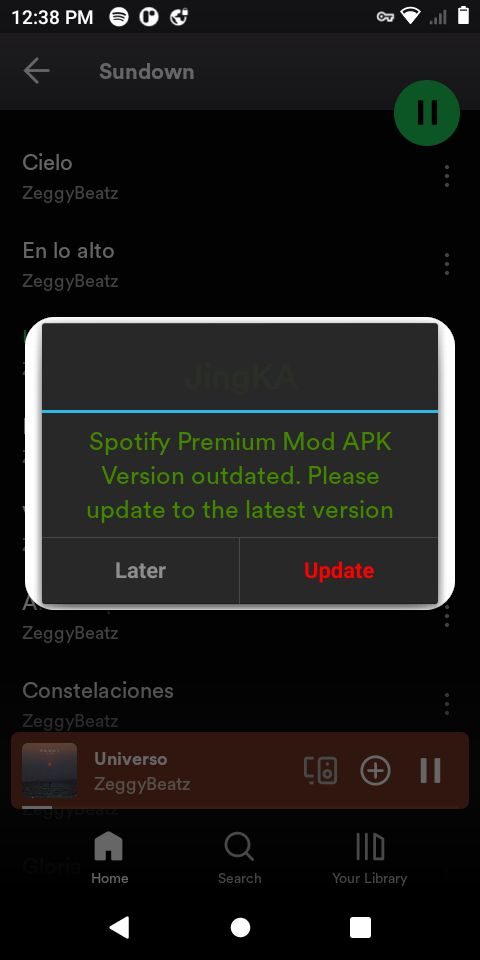 12:38 PM
Sundown
Cielo
ZeggyBeatz
En lo alto
ZeggyBeatz
JingKA
Spotify Premium Mod APK
Version outdated. Please
update to the latest version
Later
Update
ZeggyBeatz
Constelaciones
ZeggyBeatz
Universo
ZeggyBeatz
ZeggyBeatz
Gloria
Home
Search
Your Library